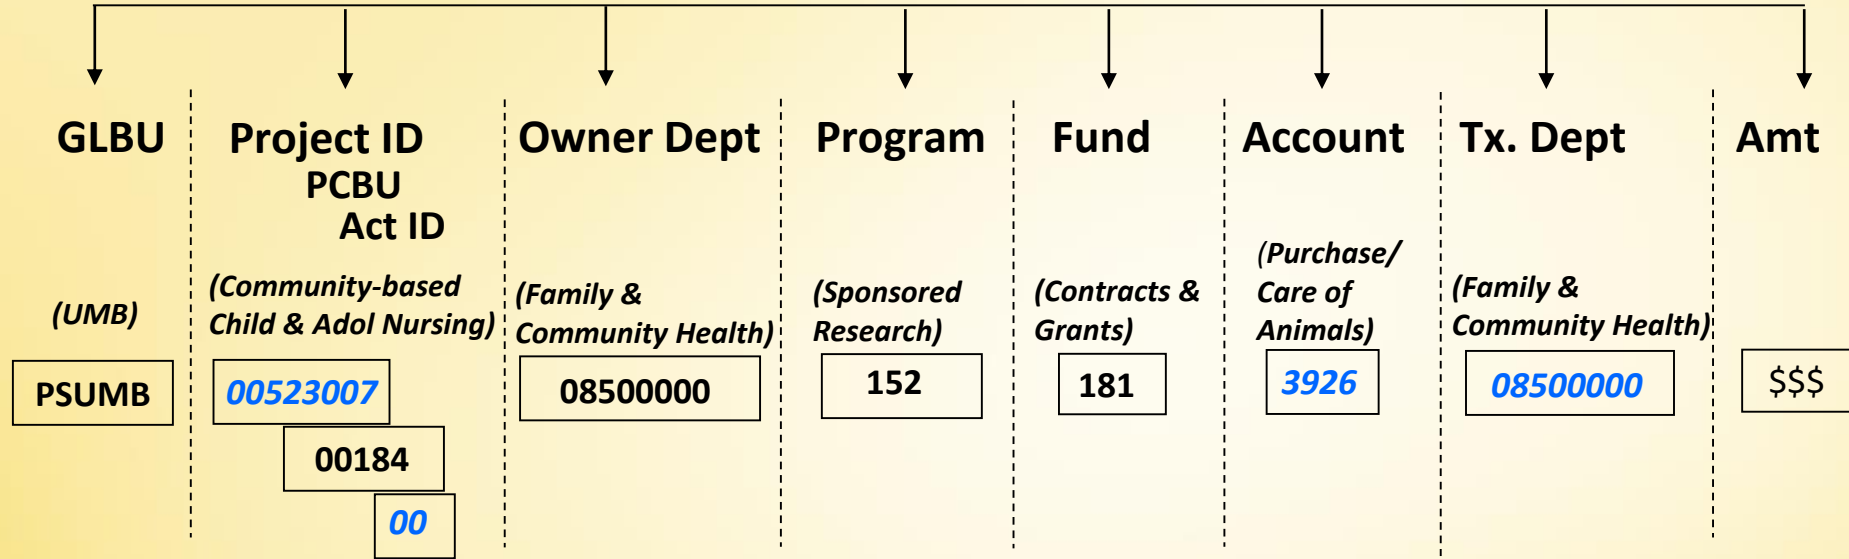 GLBU
Project ID
PCBU
Act ID
Owner Dept
Program
Fund
Account
Tx. Dept
Amt
(UMB)
(Community-based
Child & Adol Nursing)
(Family &
Community Health)
(Sponsored
Research)
(Contracts &
Grants)
(Purchase/
Care of
Animals)
(Family &
Community Health)
PSUMB
00523007
00184
00
08500000
152
181
3926
08500000
$$$